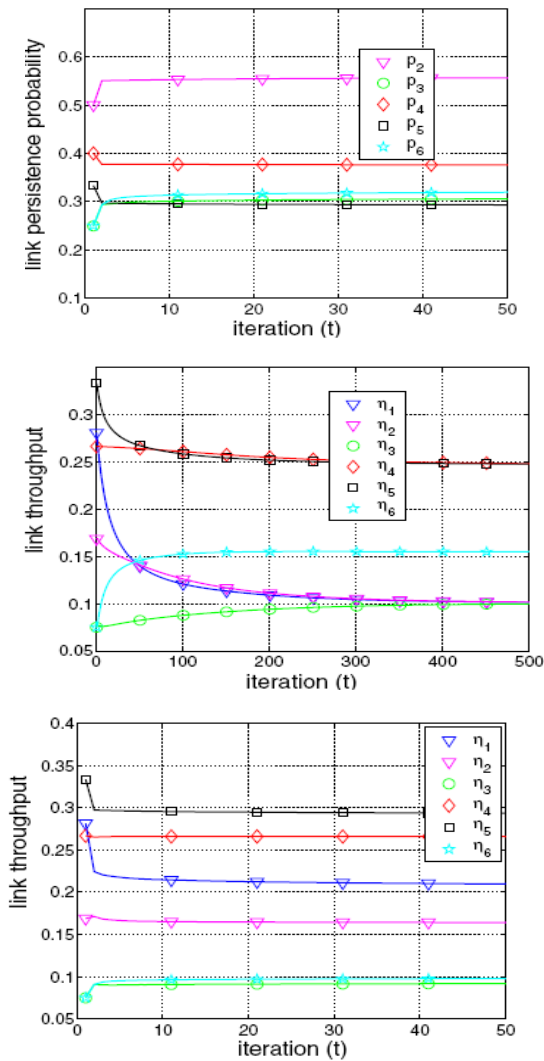 link persistence probability
0.6
0.5
0.4
0.3
0.2
0.1
p2
p3
p4
p5
p6
0 10 20 30 40 50
iteration (t)
link throughput
0.3
0.25
0.2
0.15
0.1
0.05
η1
η2
η3
η4
η5
η6
0 100 200 300 400 500
iteration (t)
link throughput
0.4
0.35
0.3
0.25
0.2
0.15
0.1
0.05
η1
η2
η3
η4
η5
η6
0 10 20 30 40 50
iteration (t)